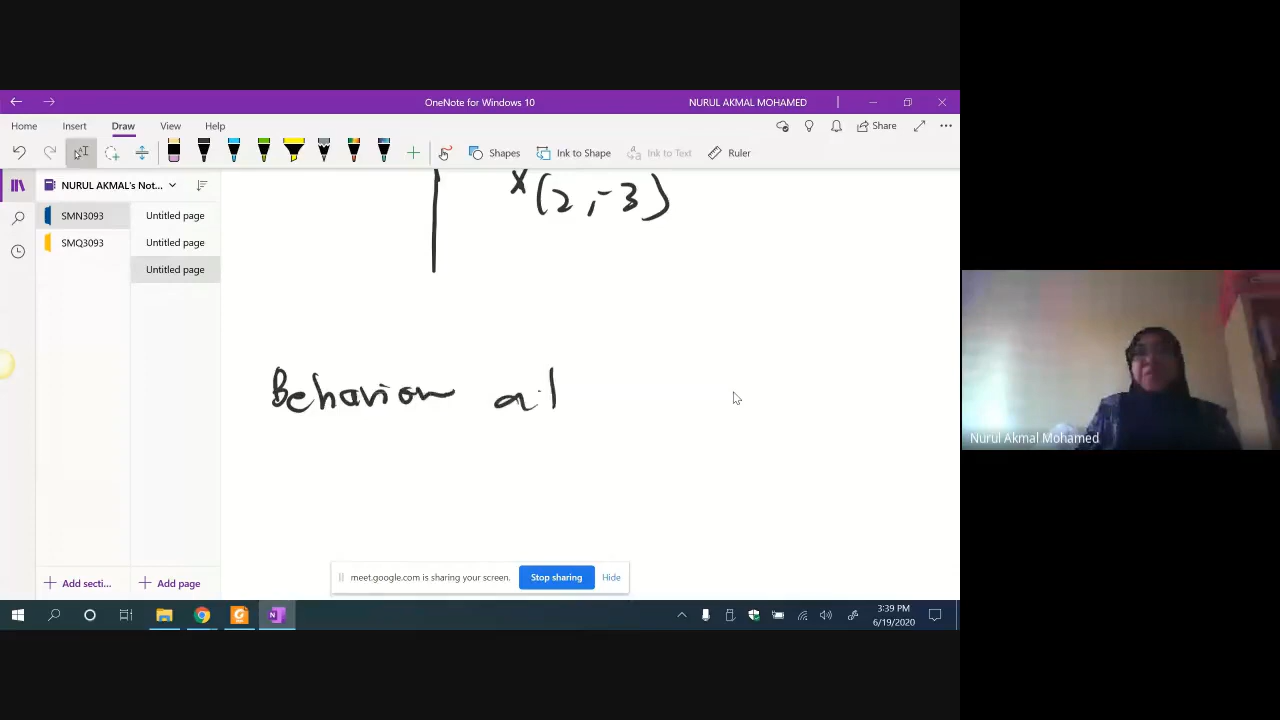 OneNote for Windows 10
NURUL AKMAL MOHAMED
Home Insert Draw View Help
Share
Shapes Ink to Shape Ink to Text Ruler
NURUL AKMAL's Not...
SMN3093
SMQ3093
Untitled page
Untitled page
Untitled page
x(2,-3)
Behavior
Nurul Akmal Mohamed
meet.google.com is sharing your screen. Stop sharing Hide
Add secti... Add page
3:39 PM
6/19/2020